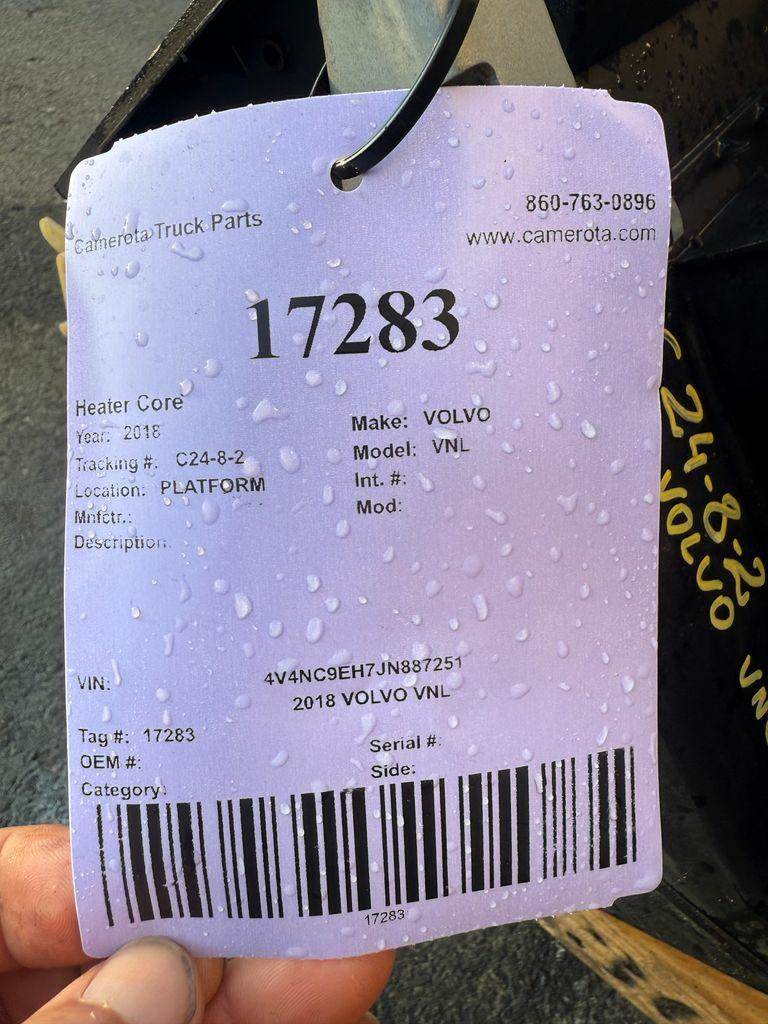 Camerota Truck Parts
860-763-0896
www.camerota.com
17283
Heater Core
Year: 2018
Tracking #: C24-8-2
Location: PLATFORM
Mnfctr.:
Description:
Make: VOLVO
Model: VNL
Int. #:
Mod:
VIN: 4V4NC9EH7JN887251
2018 VOLVO VNL
Tag #: 17283
OEM #:
Category:
Serial #:
Side:
17283
C 24-8-2
VOLVO